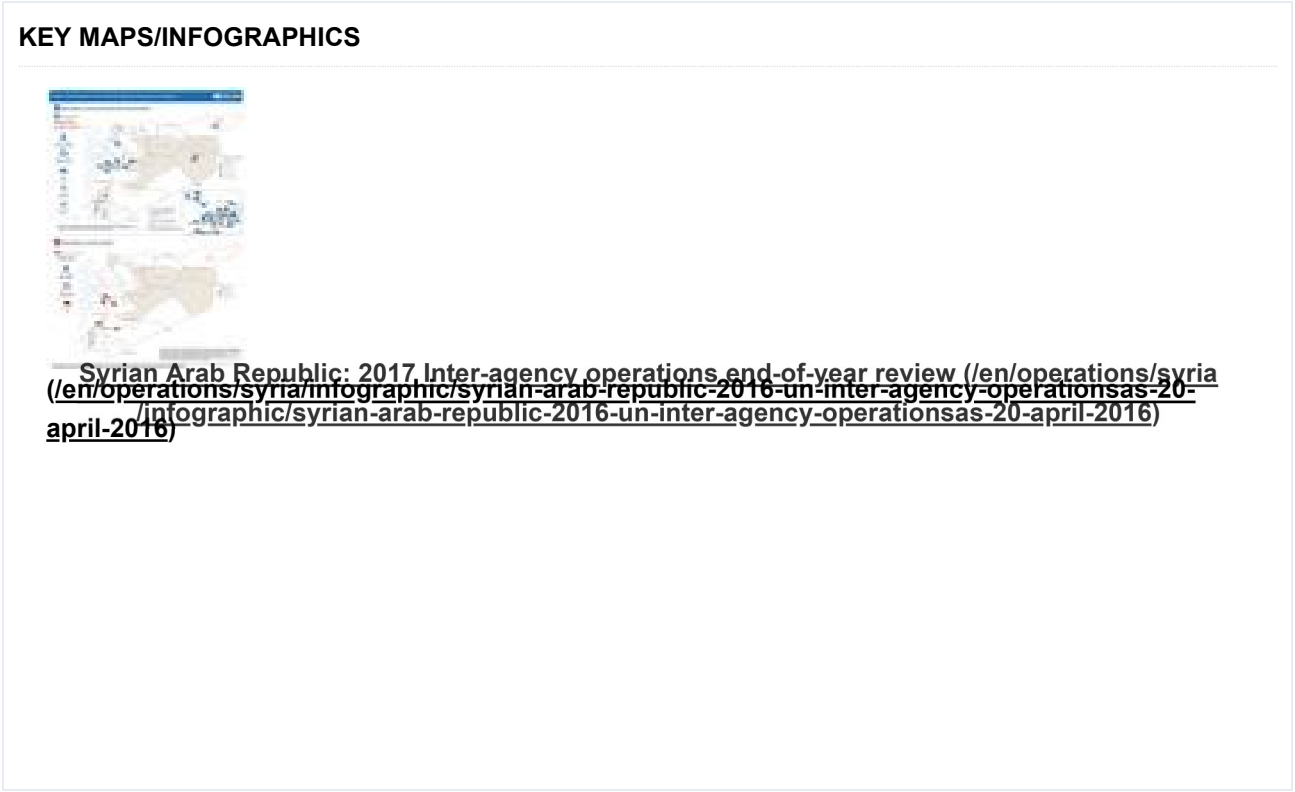 KEY MAPS/INFOGRAPHICS
Syrian Arab Republic: 2017 Inter-agency operations end-of-year review (/en/operations/syria
(/en/operations/syria/infographic/syrian-arab-republic-2016-un-inter-agency-operationsas-20-
/infographic/syrian-arab-republic-2016-un-inter-agency-operationsas-20-april-2016)
april-2016)